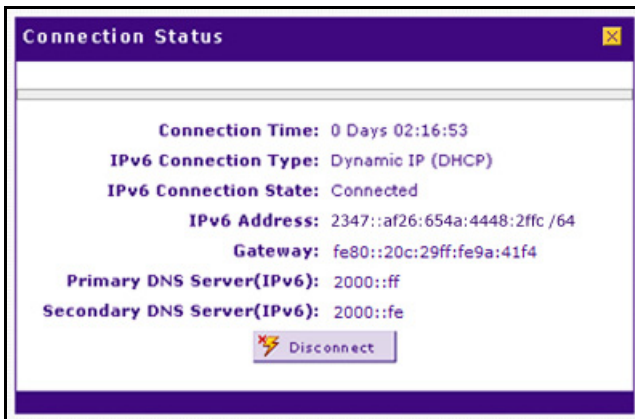 Connection Status
Connection Time: 0 Days 02:16:53
IPv6 Connection Type: Dynamic IP (DHCP)
IPv6 Connection State: Connected
IPv6 Address: 2347::af26:654a:4448:2ffc /64
Gateway: fe80::20c:29ff:fe9a:41f4
Primary DNS Server(IPv6): 2000::ff
Secondary DNS Server(IPv6): 2000::fe
Disconnect